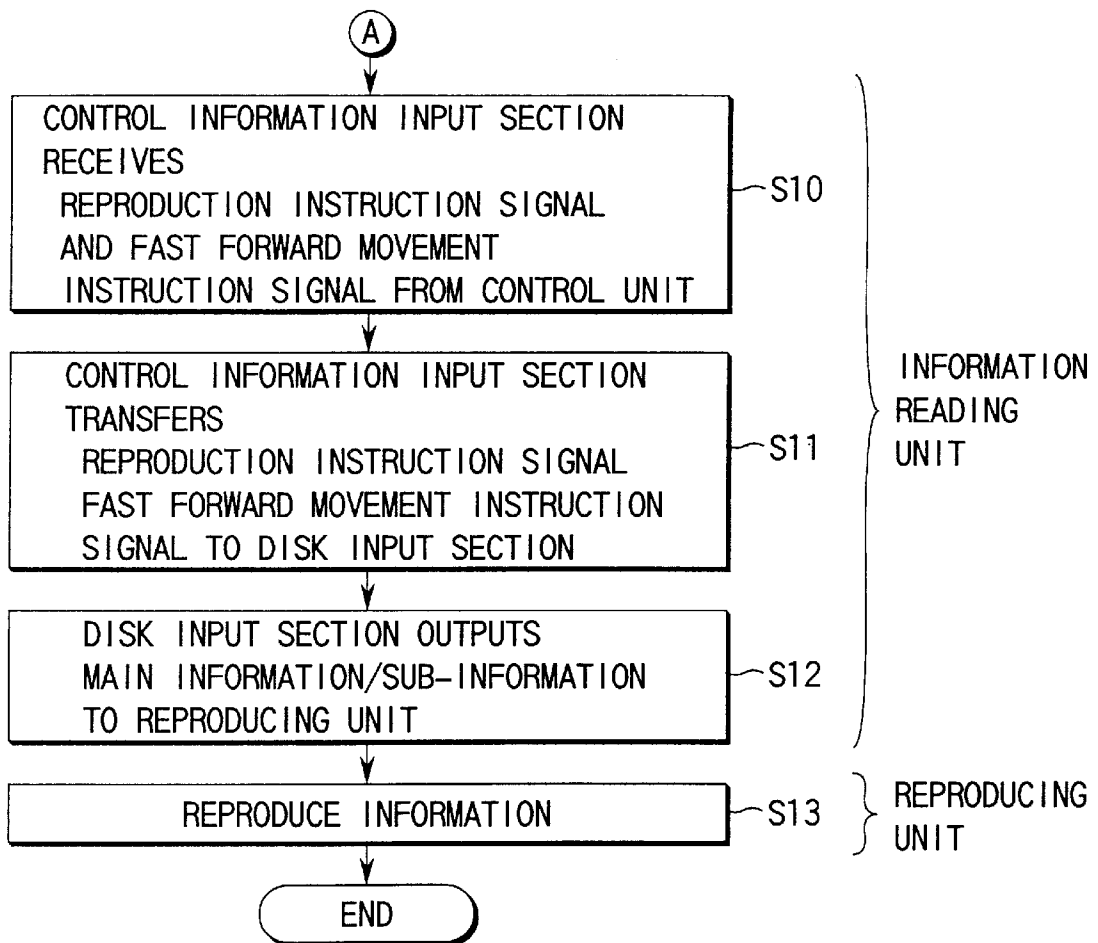 A
CONTROL INFORMATION INPUT SECTION
RECEIVES
REPRODUCTION INSTRUCTION SIGNAL
AND FAST FORWARD MOVEMENT
INSTRUCTION SIGNAL FROM CONTROL UNIT
S10
CONTROL INFORMATION INPUT SECTION
TRANSFERS
REPRODUCTION INSTRUCTION SIGNAL
FAST FORWARD MOVEMENT INSTRUCTION
SIGNAL TO DISK INPUT SECTION
S11
DISK INPUT SECTION OUTPUTS
MAIN INFORMATION/SUB-INFORMATION
TO REPRODUCING UNIT
S12
INFORMATION
READING
UNIT
REPRODUCE INFORMATION
S13
REPRODUCING
UNIT
END